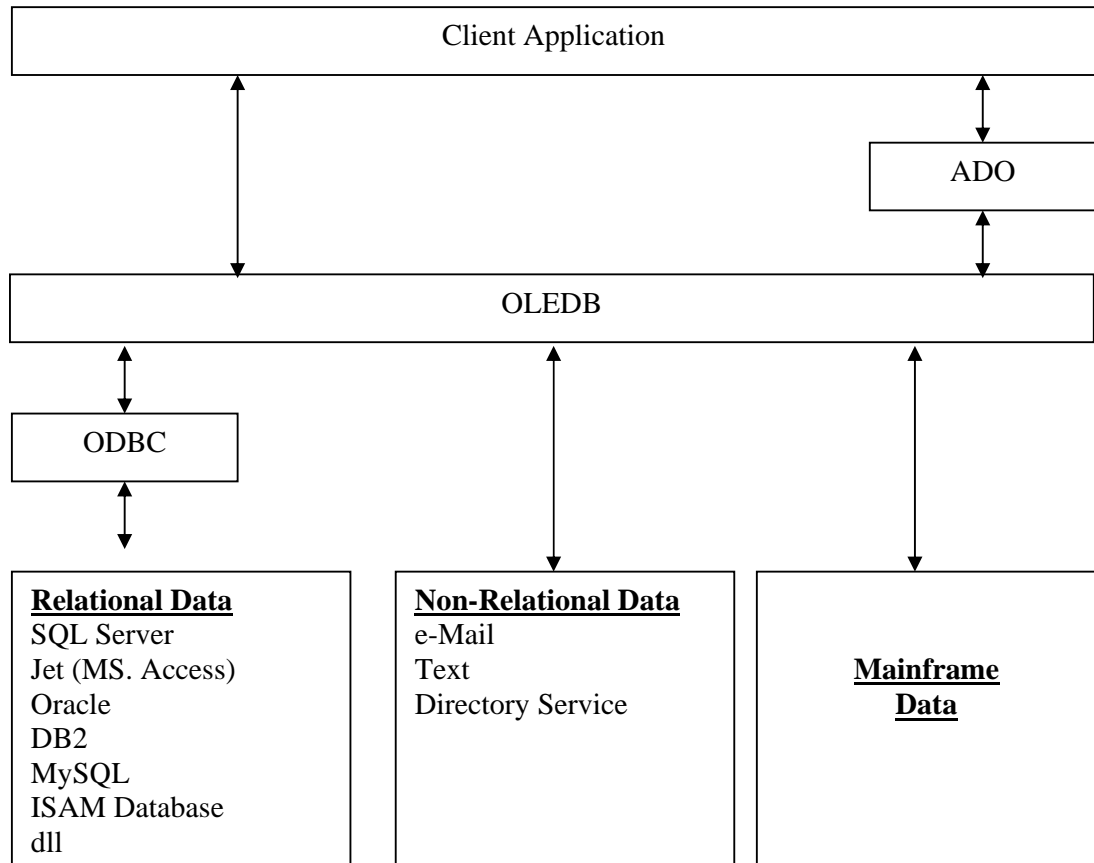 Client Application
ADO
OLEDB
ODBC
Relational Data
SQL Server
Jet (MS. Access)
Oracle
DB2
MySQL
ISAM Database
dll
Non-Relational Data
e-Mail
Text
Directory Service
Mainframe
Data